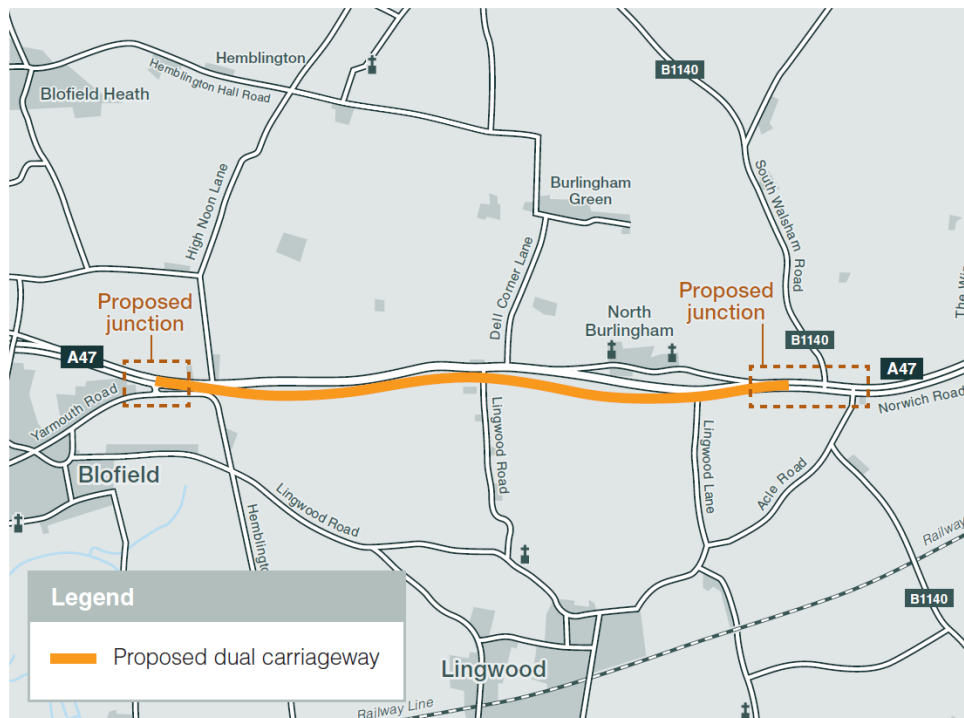 Hemblington
Hemblington Hall Road
Blofield Heath
B1140
High Noon Lane
Burlingham
Green
South Walsham Road
Dell Corner Lane
Proposed
junction
North
Burlingham
Proposed
junction
B1140
A47
A47
Norwich Road
Yarmouth Road
Blofield
Lingwood Road
Lingwood Road
Lingwood Lane
Acle Road
Railway
B1140
Lingwood
Railway Line
Legend
Proposed dual carriageway